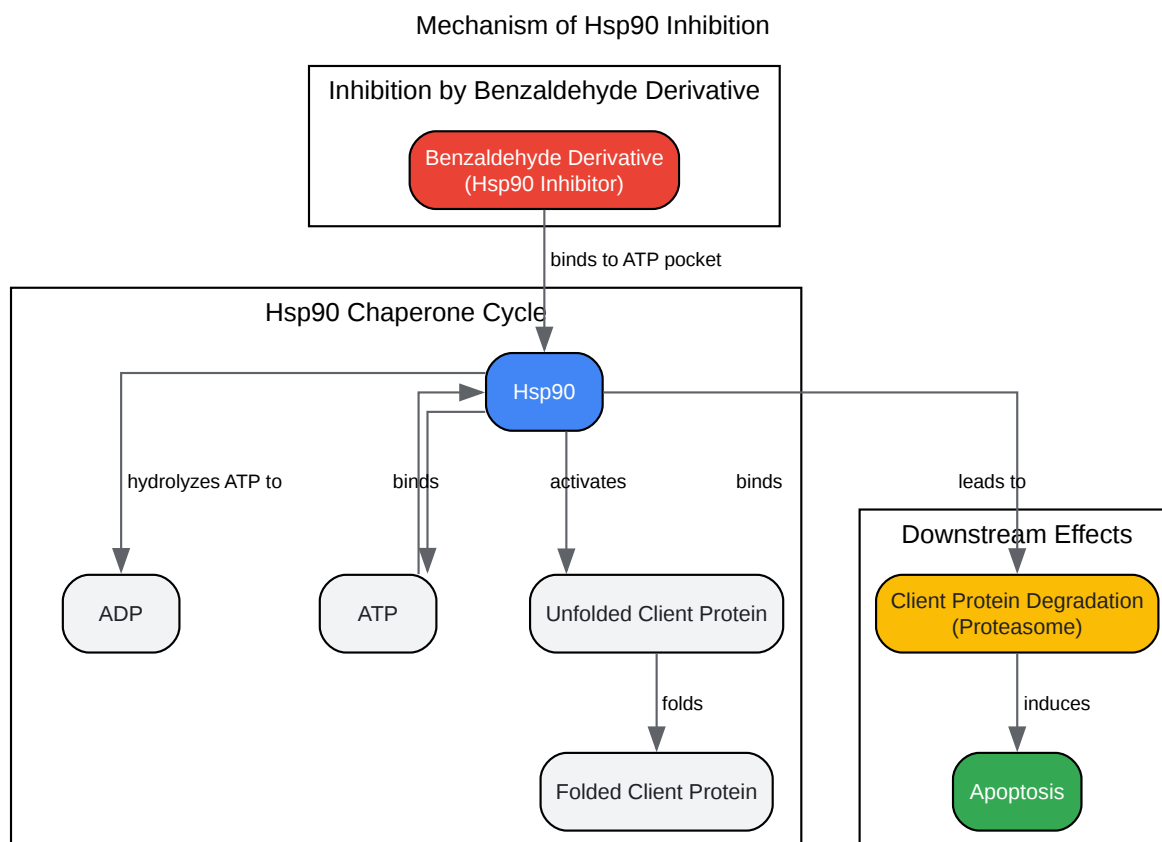 Mechanism of Hsp90 Inhibition
Inhibition by Benzaldehyde Derivative
Benzaldehyde Derivative
(Hsp90 Inhibitor)
binds to ATP pocket
Hsp90 Chaperone Cycle
Hsp90
hydrolyzes ATP to
binds
activates
binds
leads to
Downstream Effects
ADP
ATP
Unfolded Client Protein
Client Protein Degradation
(Proteasome)
folds
induces
Folded Client Protein
Apoptosis